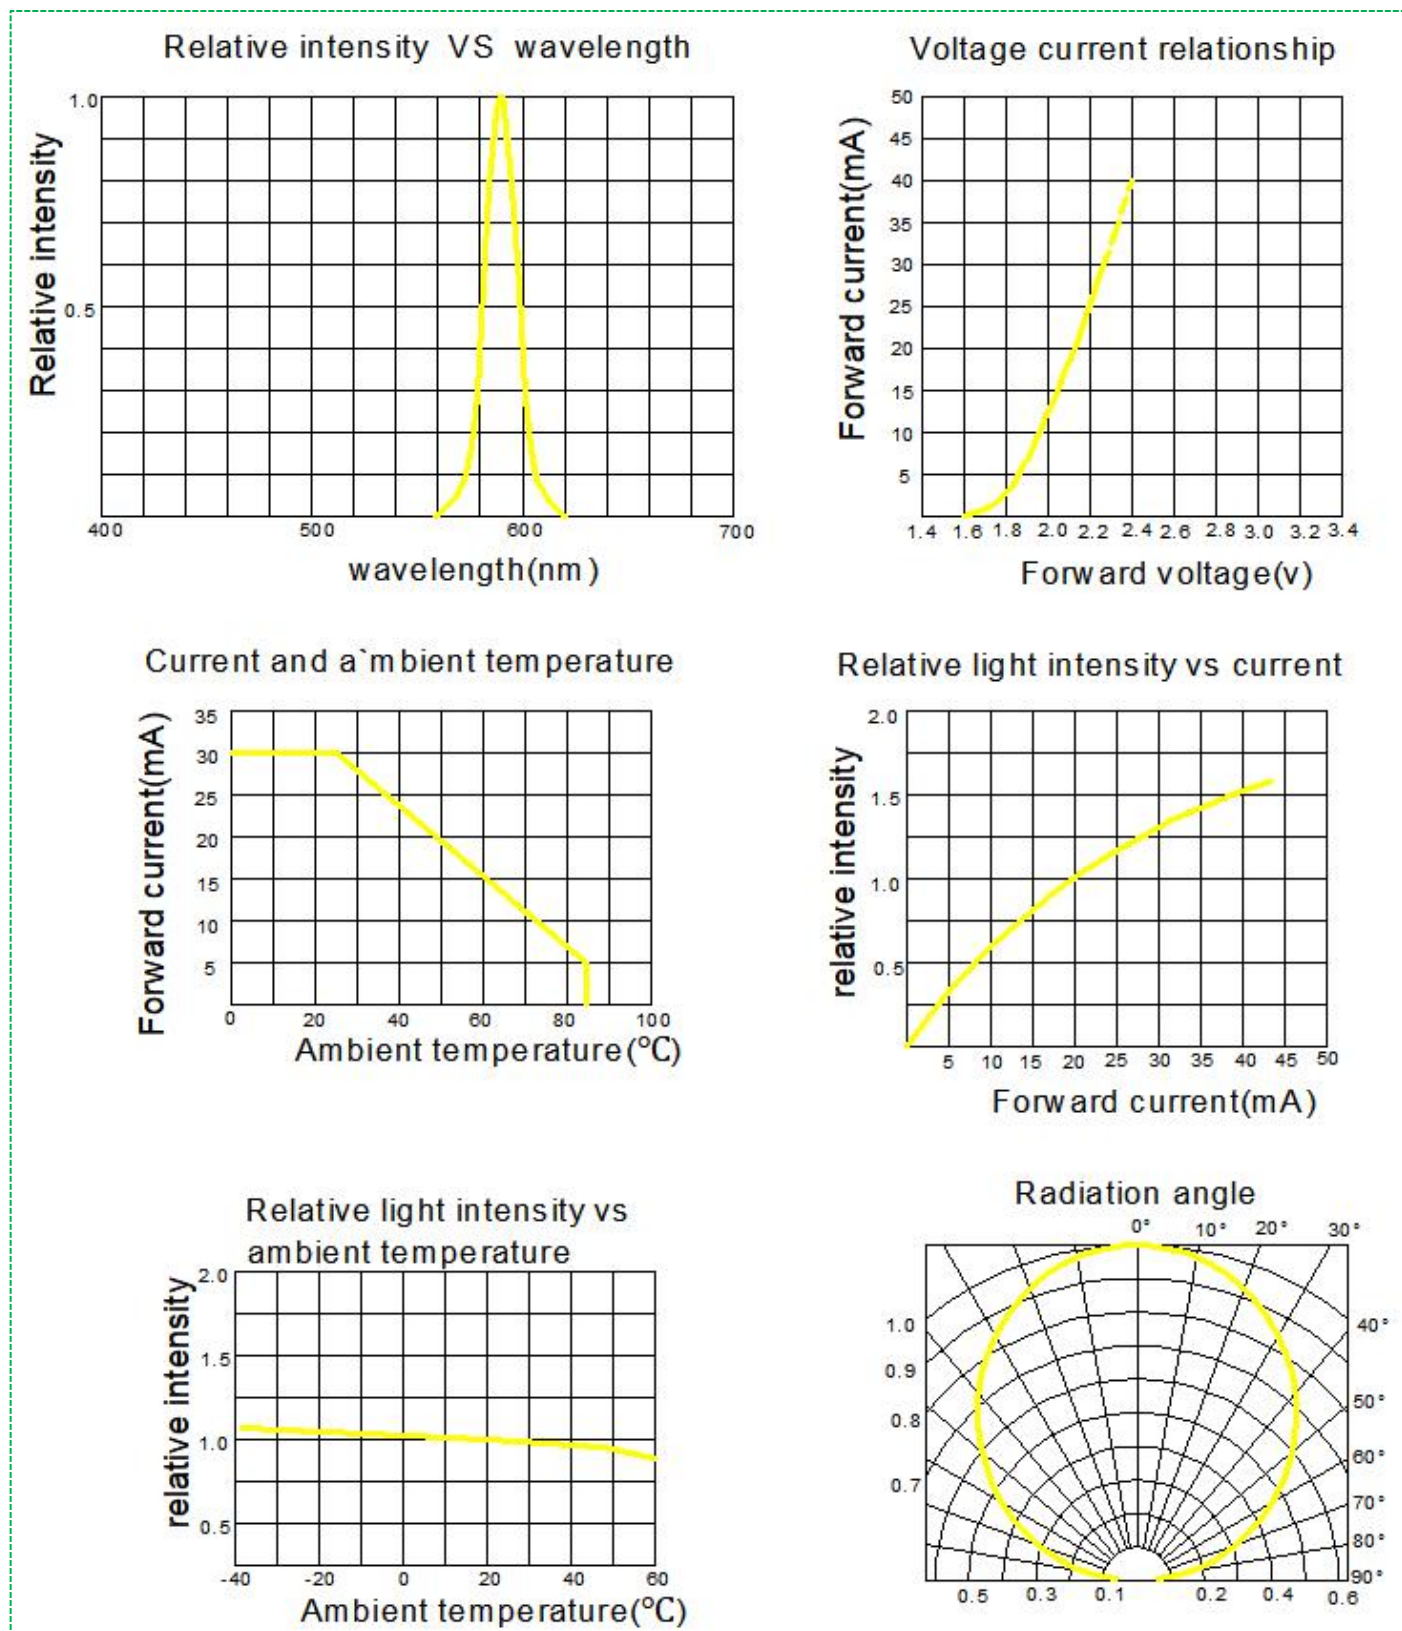 Relative intensity VS wavelength
Relative intensity
1.0
0.5
400 500 600 700
wavelength(nm)
Voltage current relationship
Forward current(mA)
50
45
40
35
30
25
20
15
10
5
1.4 1.6 1.8 2.0 2.2 2.4 2.6 2.8 3.0 3.2 3.4
Forward voltage(v)
Current and a`mbient temperature
Forward current(mA)
35
30
25
20
15
10
5
0 20 40 60 80 100
Ambient temperature(℃)
Relative light intensity vs current
relative intensity
2.0
1.5
1.0
0.5
5 10 15 20 25 30 35 40 45 50
Forward current(mA)
Relative light intensity vs
ambient temperature
relative intensity
2.0
1.5
1.0
0.5
-40 -20 0 20 40 60
Ambient temperature(℃)
Radiation angle
0° 10° 20° 30°
1.0 40°
0.9
0.8 50°
60°
0.7
70°
80°
90°
0.5 0.3 0.1 0.2 0.4 0.6